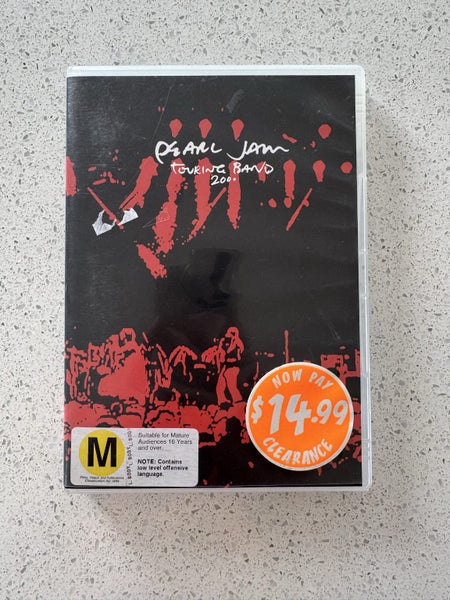 PEARL JAM
TOURING BAND
2000
NOW PAY
$14.99
CLEARANCE
M
Suitable for Mature
Audiences 16 Years
and over.
NOTE: Contains
low level offensive
language.